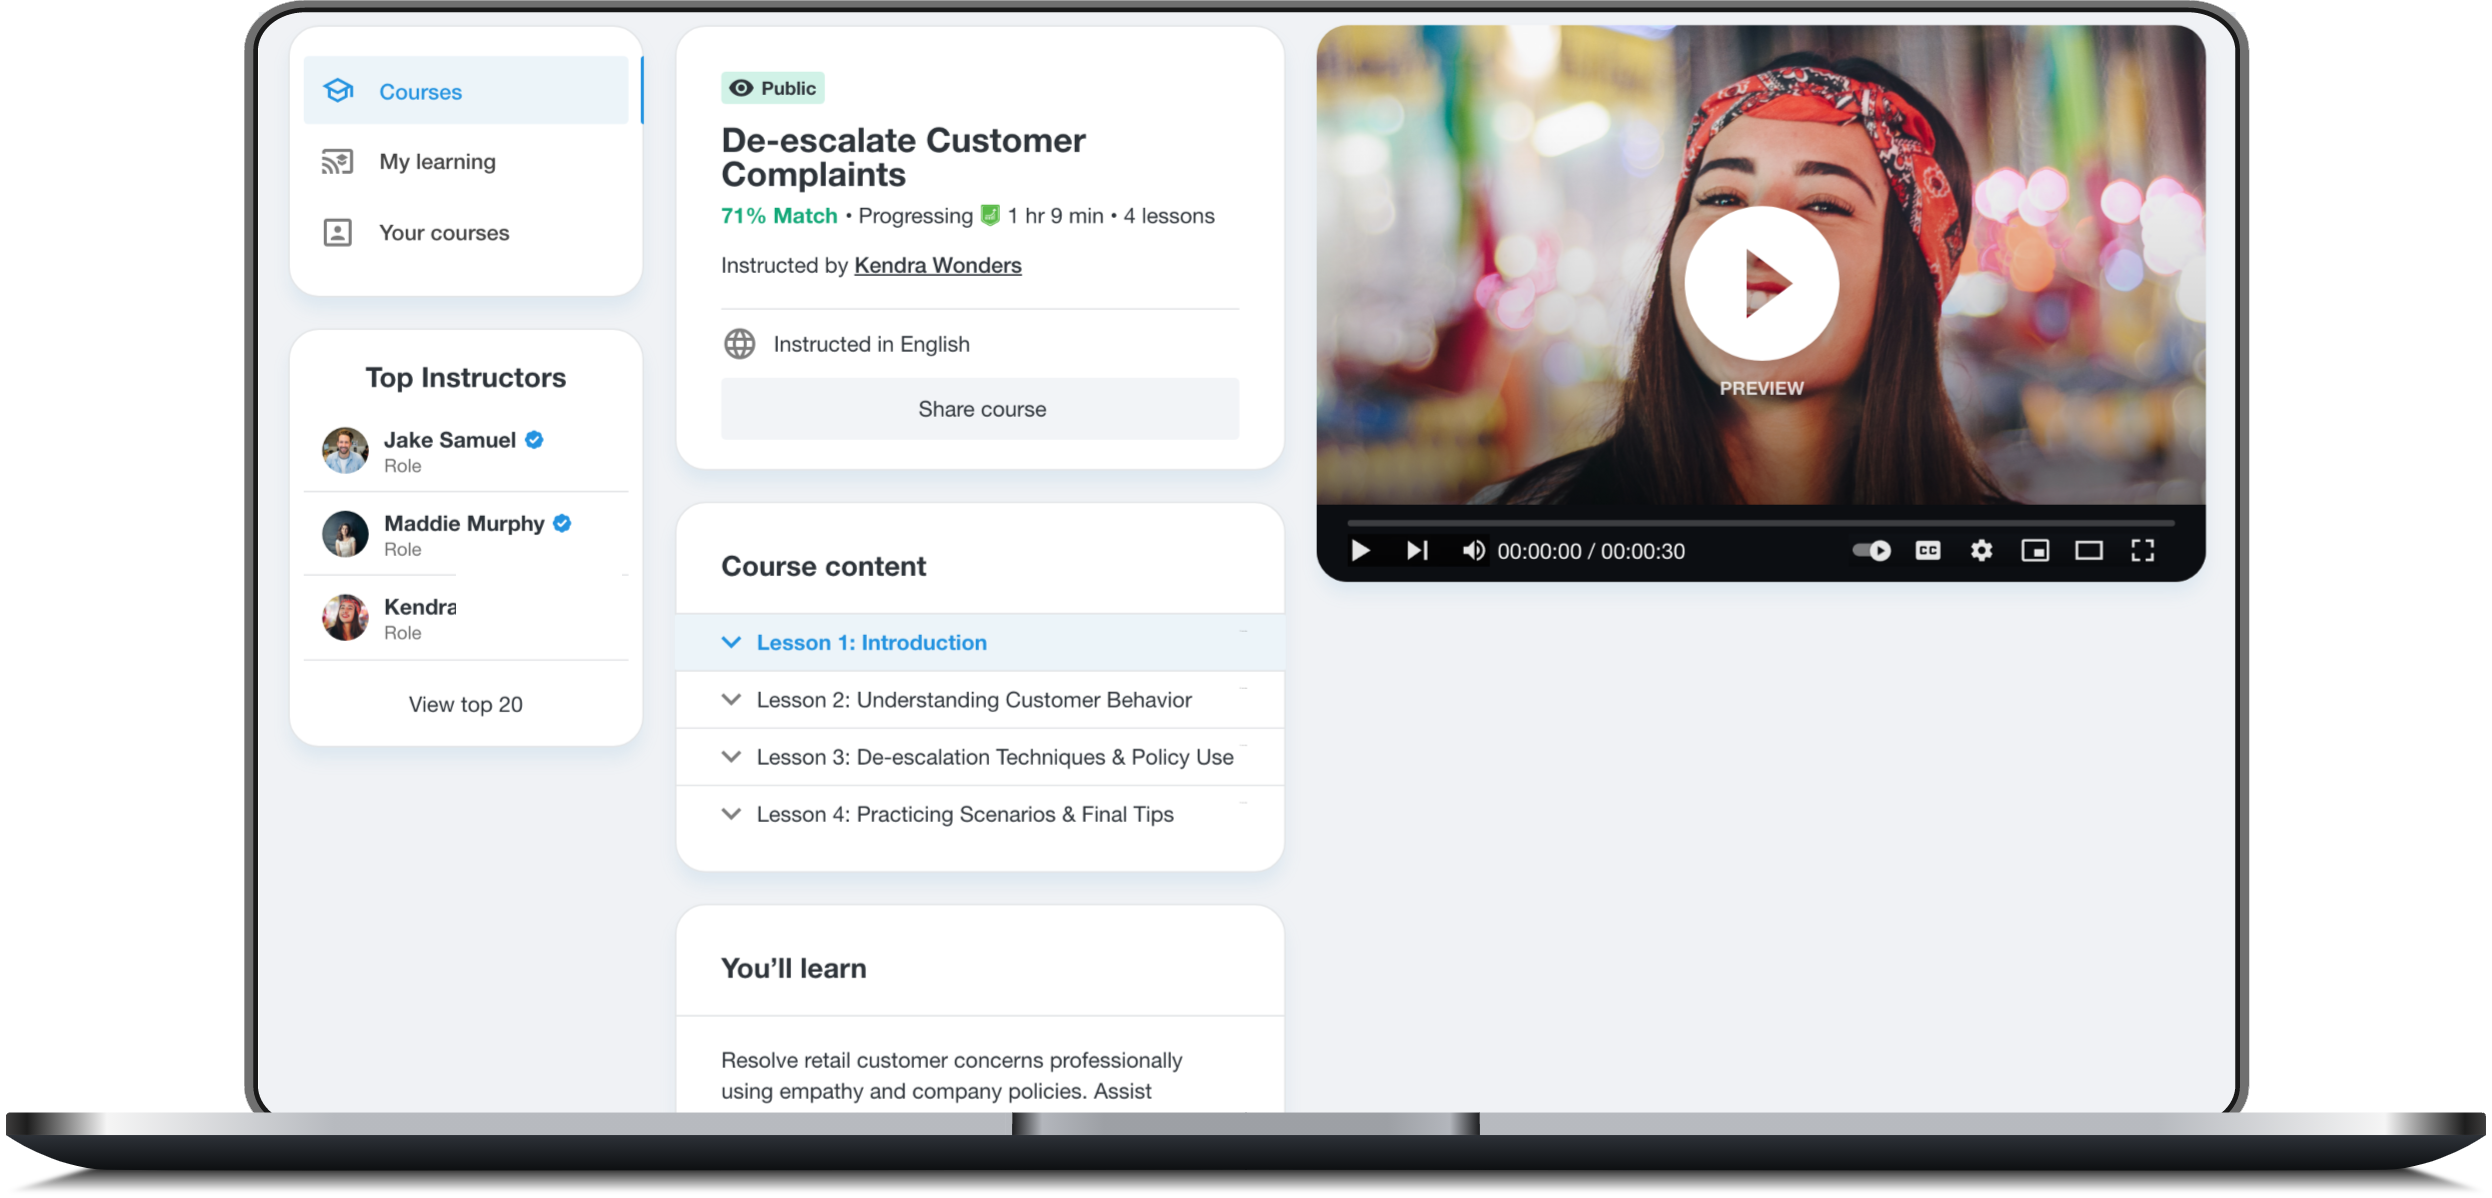 Courses
My learning
Your courses
Top Instructors
Jake Samuel
Role
Maddie Murphy
Role
Kendra
Role
View top 20
Public
De-escalate Customer
Complaints
71% Match • Progressing 1 hr 9 min • 4 lessons
Instructed by Kendra Wonders
Instructed in English
Share course
Course content
Lesson 1: Introduction
Lesson 2: Understanding Customer Behavior
Lesson 3: De-escalation Techniques & Policy Use
Lesson 4: Practicing Scenarios & Final Tips
You’ll learn
Resolve retail customer concerns professionally
using empathy and company policies. Assist
PREVIEW
00:00:00 / 00:00:30
CC